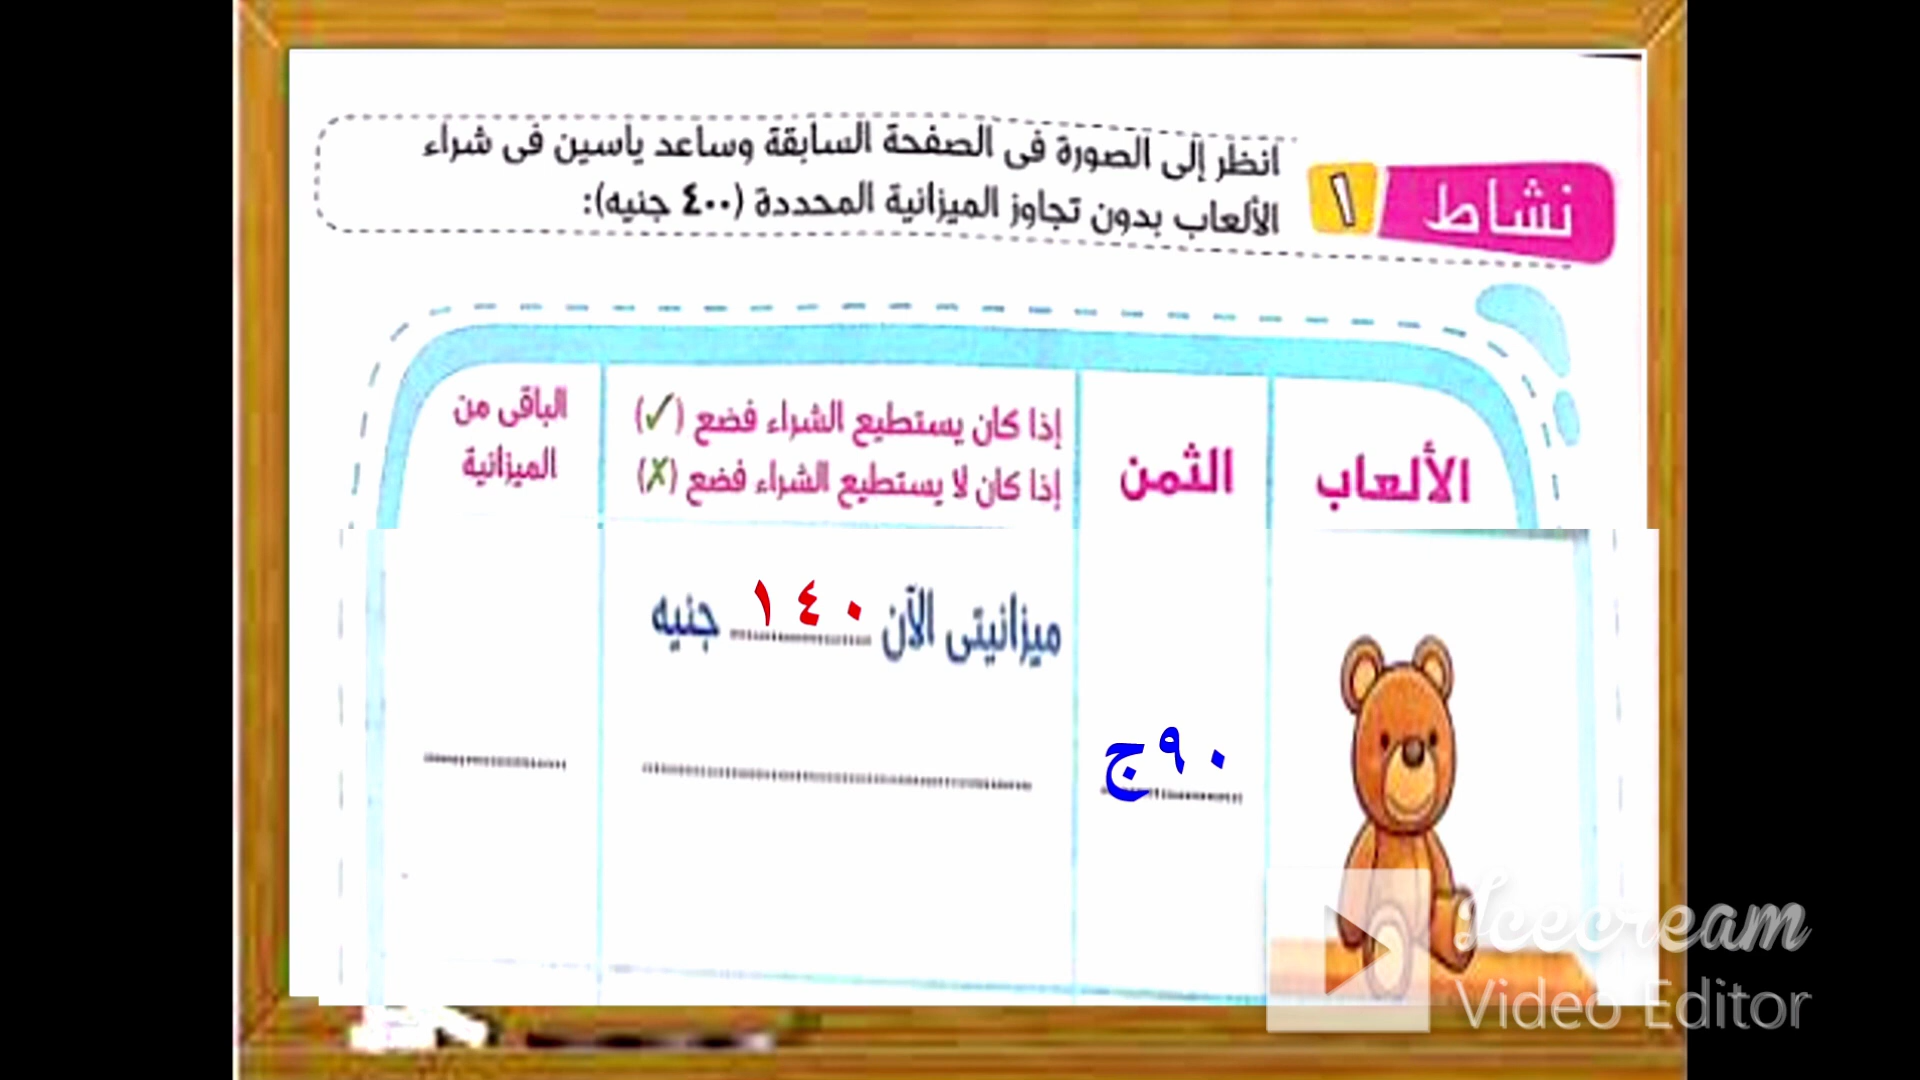 نشاط ١
انظر إلى الصورة فى الصفحة السابقة وساعد ياسين فى شراء
الألعاب بدون تجاوز الميزانية المحددة (٤٠٠ جنيه):
الألعاب
الثمن
إذا كان يستطيع الشراء فضع (✓)
إذا كان لا يستطيع الشراء فضع (✗)
الباقى من
الميزانية
ميزانيتى الآن ١٤٠ جنيه
٩٠ج
Icecream
Video Editor